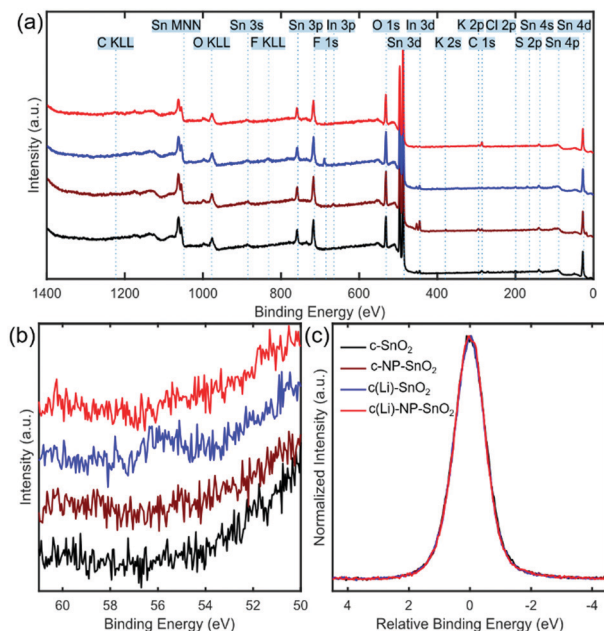 (a)
Sn MNN Sn 3s Sn 3p In 3p O 1s In 3d K 2p Cl 2p Sn 4s Sn 4d
C KLL O KLL F KLL F 1s Sn 3d K 2s C 1s S 2p Sn 4p
Intensity (a.u.)
1400 1200 1000 800 600 400 200 0
Binding Energy (eV)
(b)
Intensity (a.u.)
60 58 56 54 52 50
Binding Energy (eV)
(c)
c-SnO₂
c-NP-SnO₂
c(Li)-SnO₂
c(Li)-NP-SnO₂
Normalized Intensity (a.u.)
4 2 0 -2 -4
Relative Binding Energy (eV)